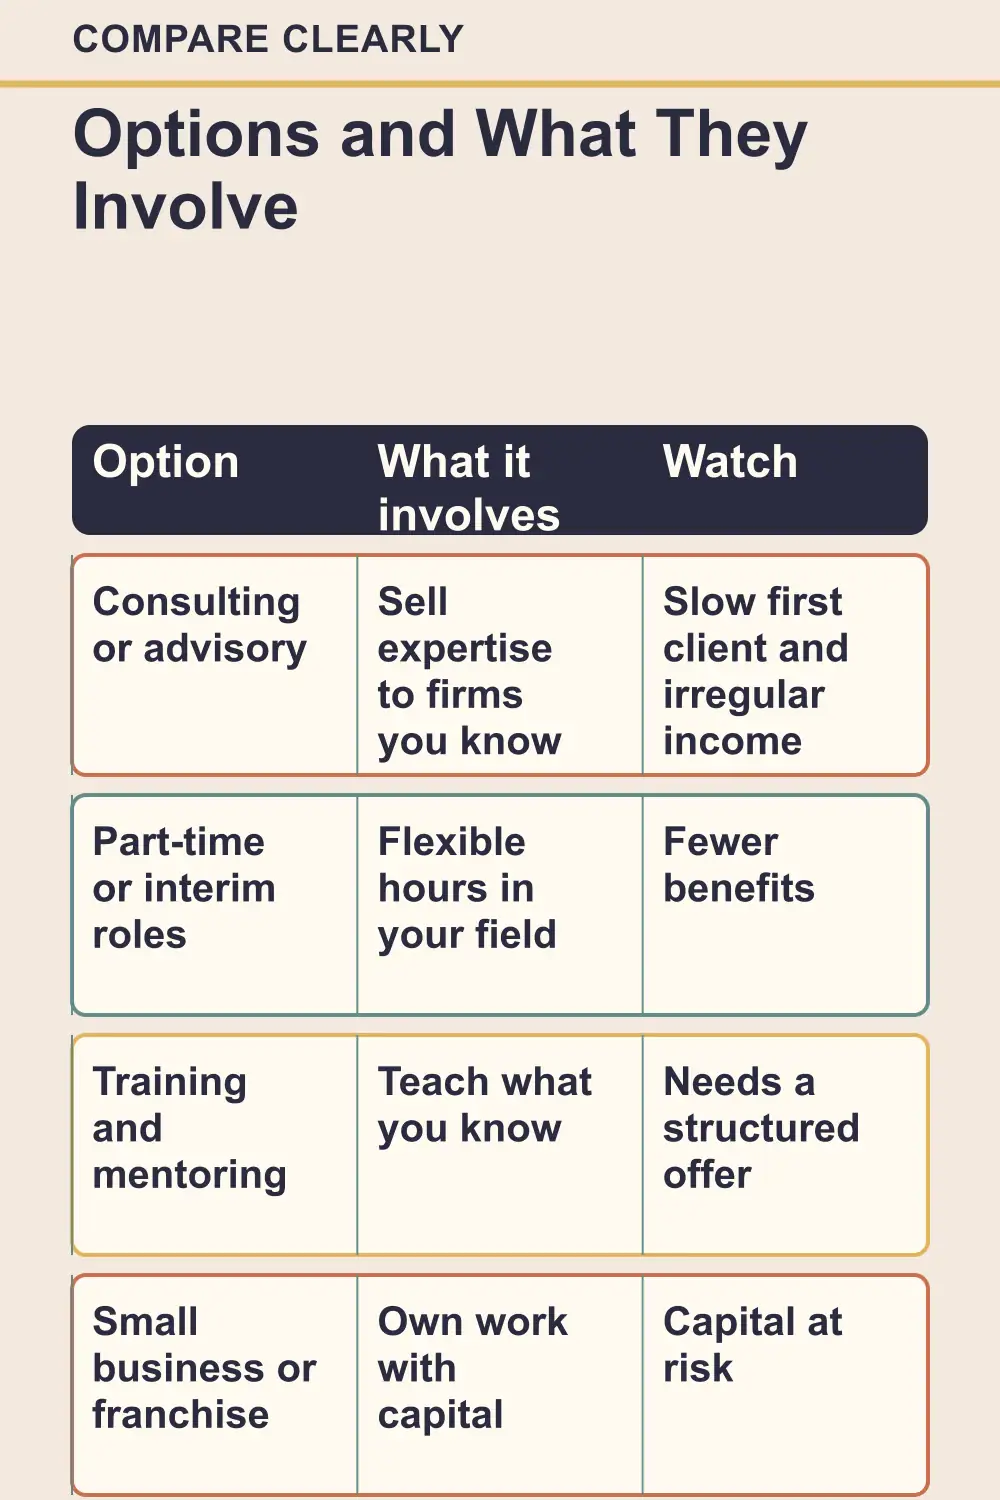 COMPARE CLEARLY
Options and What They
Involve
Option
What it
involves
Watch
Consulting
or advisory
Sell
expertise
to firms
you know
Slow first
client and
irregular
income
Part-time
or interim
roles
Flexible
hours in
your field
Fewer
benefits
Training
and
mentoring
Teach what
you know
Needs a
structured
offer
Small
business or
franchise
Own work
with
capital
Capital at
risk